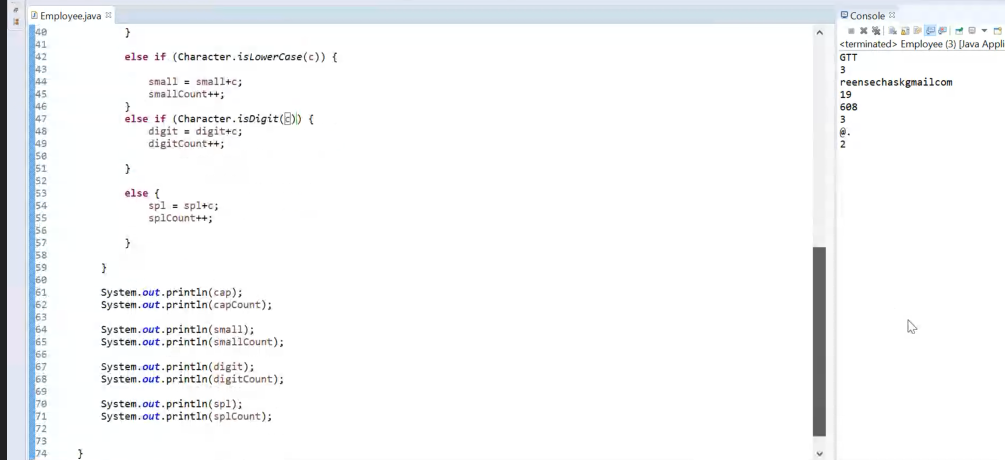 Employee.java
40 }
41
42 else if (Character.isLowerCase(c)) {
43
44 small = small+c;
45 smallCount++;
46 }
47 else if (Character.isDigit(c)) {
48 digit = digit+c;
49 digitCount++;
50
51 }
52
53 else {
54 spl = spl+c;
55 splCount++;
56
57 }
58
59 }
60
61 System.out.println(cap);
62 System.out.println(capCount);
63
64 System.out.println(small);
65 System.out.println(smallCount);
66
67 System.out.println(digit);
68 System.out.println(digitCount);
69
70 System.out.println(spl);
71 System.out.println(splCount);
72
73
74 }
Console
<terminated> Employee (3) [Java Appli
GTT
3
reensechaskgmailcom
19
608
3
@.
2